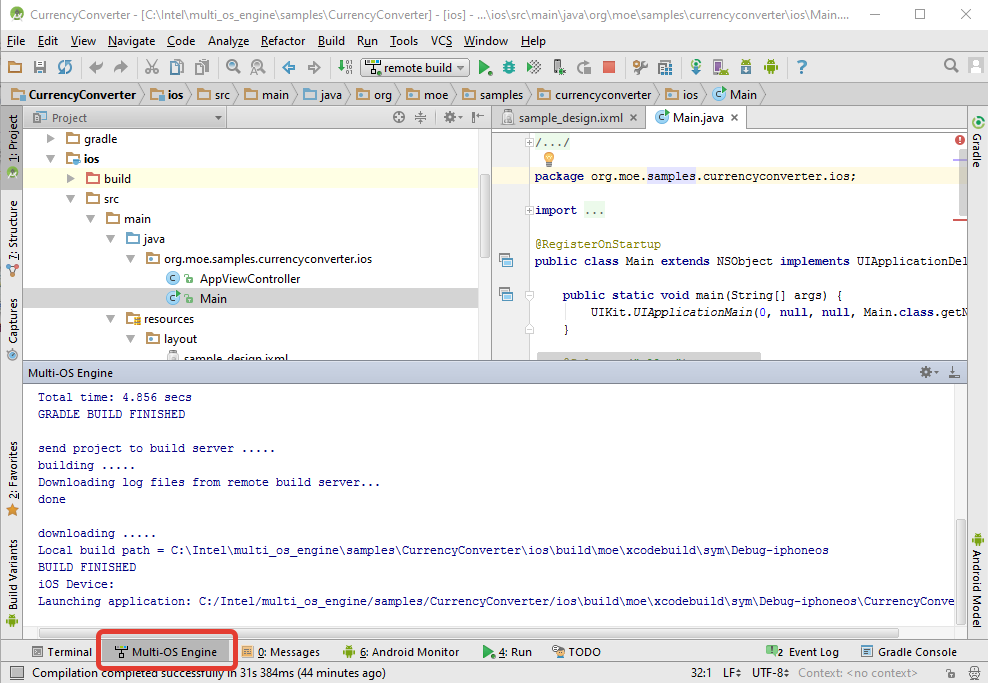 CurrencyConverter - [C:\Intel\multi_os_engine\samples\CurrencyConverter] - [ios] - ...\ios\src\main\java\org\moe\samples\currencyconverter\ios\Main....
File Edit View Navigate Code Analyze Refactor Build Run Tools VCS Window Help
remote build
CurrencyConverter ios src main java org moe samples currencyconverter ios Main
Project
sample_design.ixml Main.java
1: Project
7: Structure
Captures
2: Favorites
Build Variants
gradle
ios
build
src
main
java
org.moe.samples.currencyconverter.ios
AppViewController
Main
resources
layout
sample_design.ixml
/.../
package org.moe.samples.currencyconverter.ios;
import ...
@RegisterOnStartup
public class Main extends NSObject implements UIApplicationDel
public static void main(String[] args) {
UIKit.UIApplicationMain(0, null, null, Main.class.getN
}
Gradle
Android Model
Multi-OS Engine
Total time: 4.856 secs
GRADLE BUILD FINISHED
send project to build server .....
building .....
Downloading log files from remote build server...
done
downloading .....
Local build path = C:\Intel\multi_os_engine\samples\CurrencyConverter\ios\build\moe\xcodebuild\sym\Debug-iphoneos
BUILD FINISHED
iOS Device:
Launching application: C:/Intel/multi_os_engine/samples/CurrencyConverter/ios\build\moe\xcodebuild\sym\Debug-iphoneos\CurrencyConve
Terminal Multi-OS Engine 0: Messages 6: Android Monitor 4: Run TODO 2 Event Log Gradle Console
Compilation completed successfully in 31s 384ms (44 minutes ago) 32:1 LF UTF-8 Context: <no context>